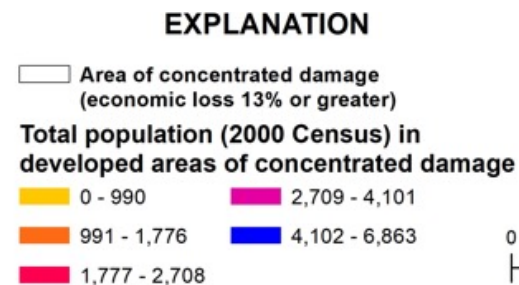 EXPLANATION
Area of concentrated damage
(economic loss 13% or greater)
Total population (2000 Census) in
developed areas of concentrated damage
0 - 990
2,709 - 4,101
991 - 1,776
4,102 - 6,863
0
1,777 - 2,708